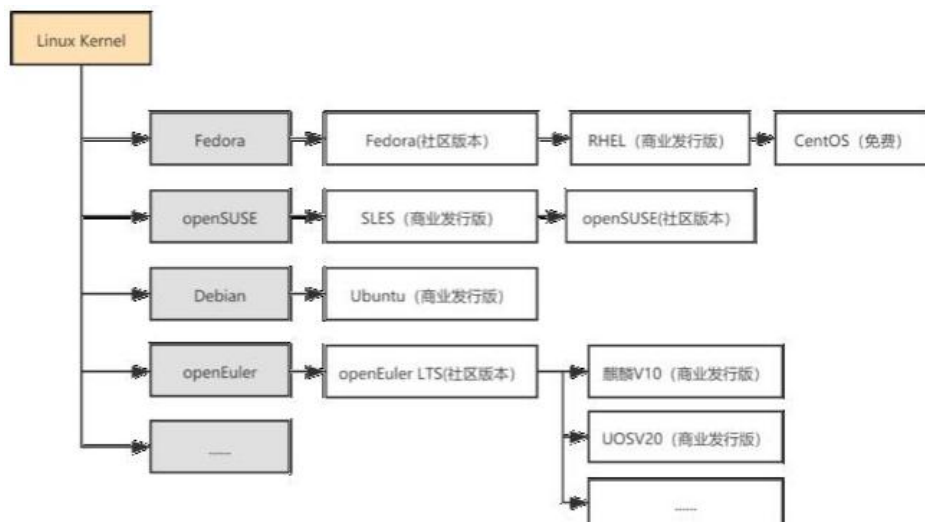 Linux Kernel
Fedora
Fedora(社区版本)
RHEL（商业发行版）
CentOS（免费）
openSUSE
SLES（商业发行版）
openSUSE(社区版本)
Debian
Ubuntu（商业发行版）
openEuler
openEuler LTS(社区版本)
麒麟V10（商业发行版）
......
UOSV20（商业发行版）
......